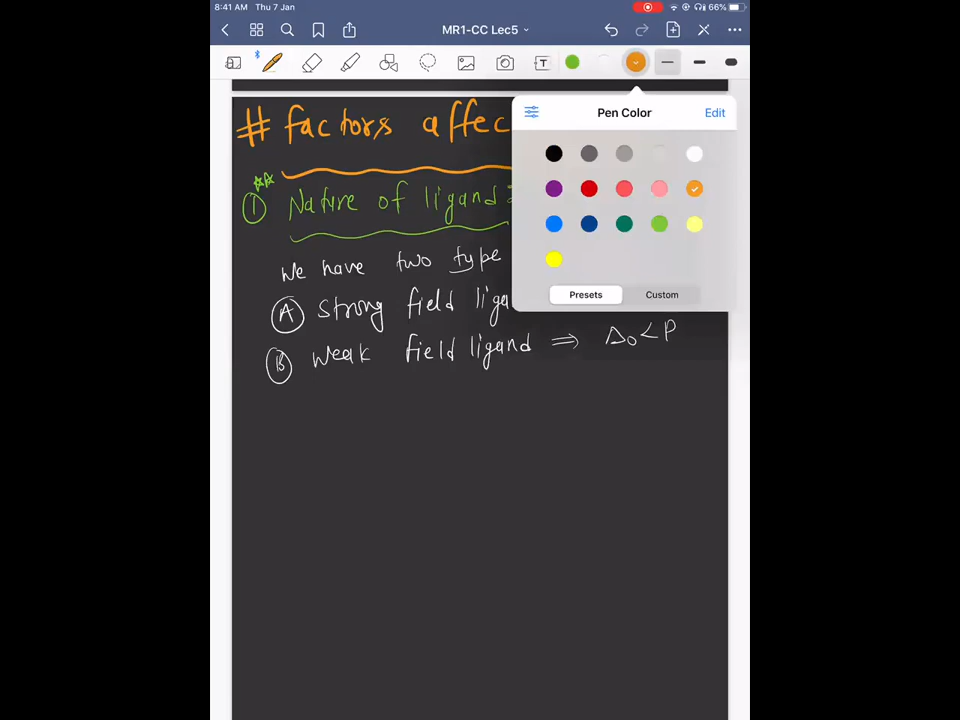 8:41 AM Thu 7 Jan 66%
MR1-CC Lec5
T
Pen Color Edit
Presets Custom
# factors affec
① Nature of ligand
We have two type
Ⓐ Strong field liga
Ⓑ Weak field ligand ⇒ Δo < P